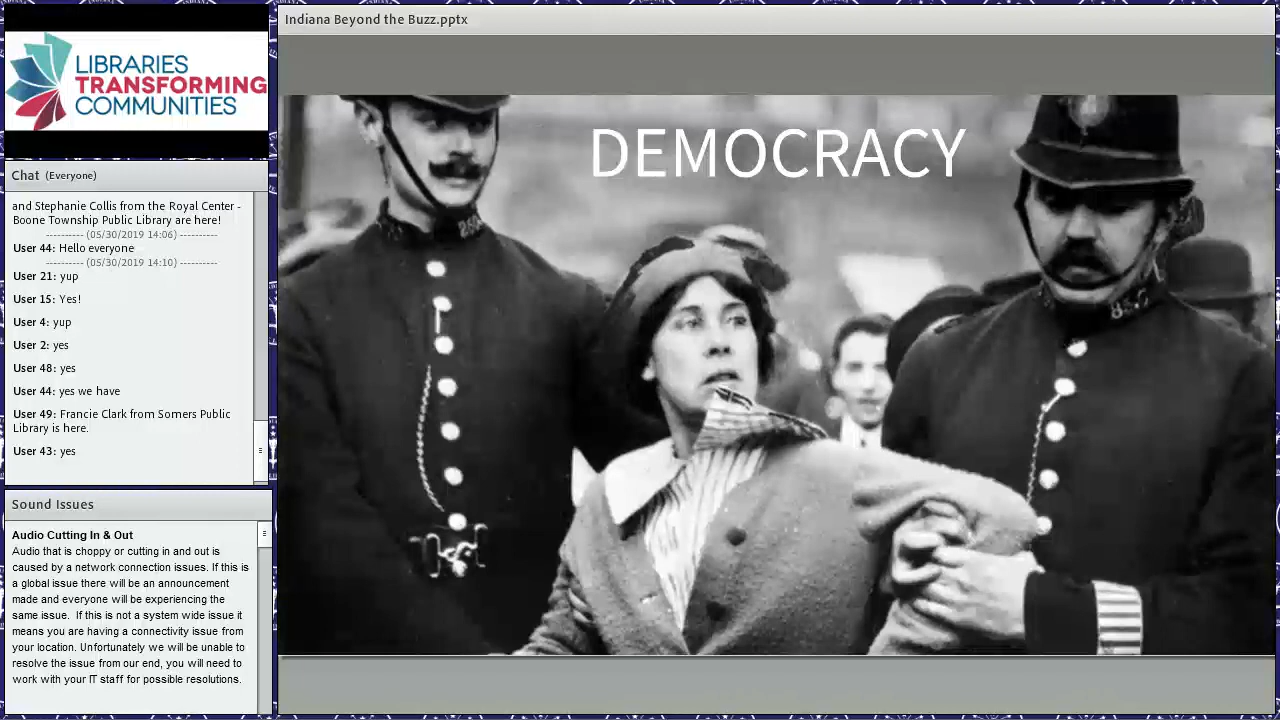 Indiana Beyond the Buzz.pptx
LIBRARIES
TRANSFORMING
COMMUNITIES
Chat (Everyone)
and Stephanie Collis from the Royal Center -
Boone Township Public Library are here!
---------- (05/30/2019 14:06) ----------
User 44: Hello everyone
---------- (05/30/2019 14:10) ----------
User 21: yup
User 15: Yes!
User 4: yup
User 2: yes
User 48: yes
User 44: yes we have
User 49: Francie Clark from Somers Public
Library is here.
User 43: yes
Sound Issues
Audio Cutting In & Out
Audio that is choppy or cutting in and out is
caused by a network connection issues. If this is
a global issue there will be an announcement
made and everyone will be experiencing the
same issue.  If this is not a system wide issue it
means you are having a connectivity issue from
your location. Unfortunately we will be unable to
resolve the issue from our end, you will need to
work with your IT staff for possible resolutions.
DEMOCRACY